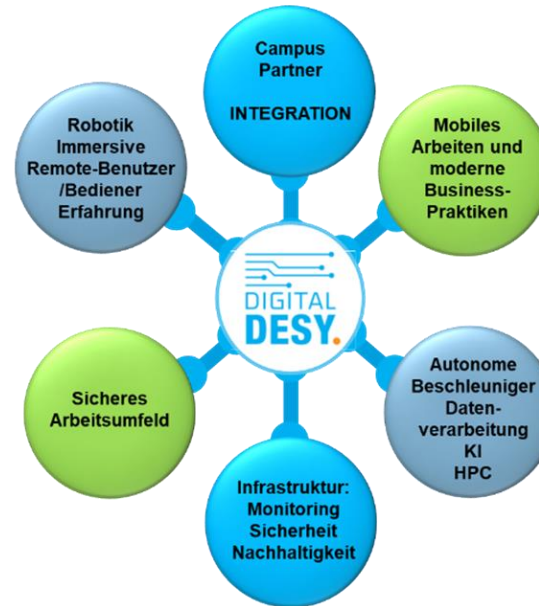 Campus
Partner
INTEGRATION
Robotik
Immersive
Remote-Benutzer
/Bediener
Erfahrung
Mobiles
Arbeiten und
moderne
Business-
Praktiken
DIGITAL
DESY.
Sicheres
Arbeitsumfeld
Autonome
Beschleuniger
Daten-
verarbeitung
KI
HPC
Infrastruktur:
Monitoring
Sicherheit
Nachhaltigkeit